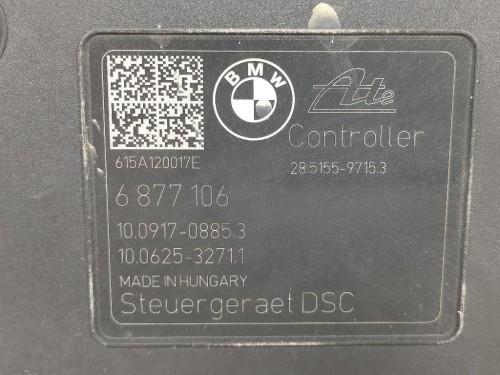 BMW
Ate
Controller
615A120017E
28.5155-9715.3
6 877 106
10.0917-0885.3
10.0625-3271.1
MADE IN HUNGARY
Steuergeraet DSC